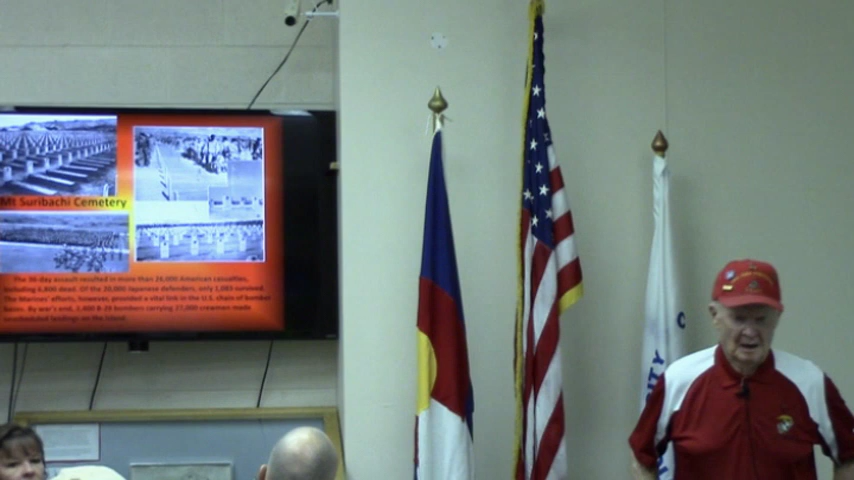 Mt Suribachi Cemetery
The 36-day assault resulted in more than 26,000 American casualties,
including 6,800 dead. Of the 20,000 Japanese defenders, only 1,083 survived.
The Marines' efforts, however, provided a vital link in the U.S. chain of bomber
bases. By war's end, 2,400 B-29 bombers carrying 27,000 crewmen made
unscheduled landings on the island